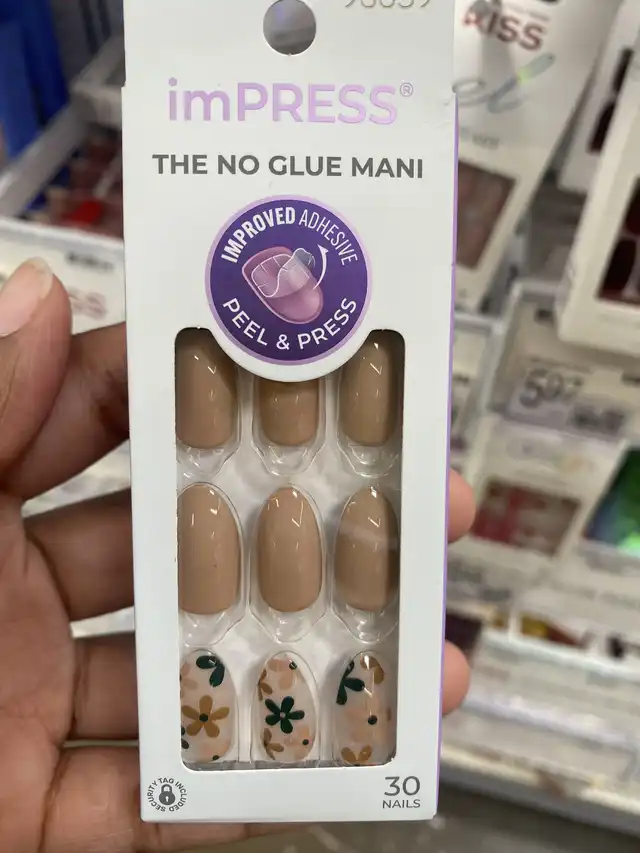 imPRESS®
THE NO GLUE MANI
IMPROVED ADHESIVE
PEEL & PRESS
SECURITY TAG INCLUDED
30
NAILS
KISS